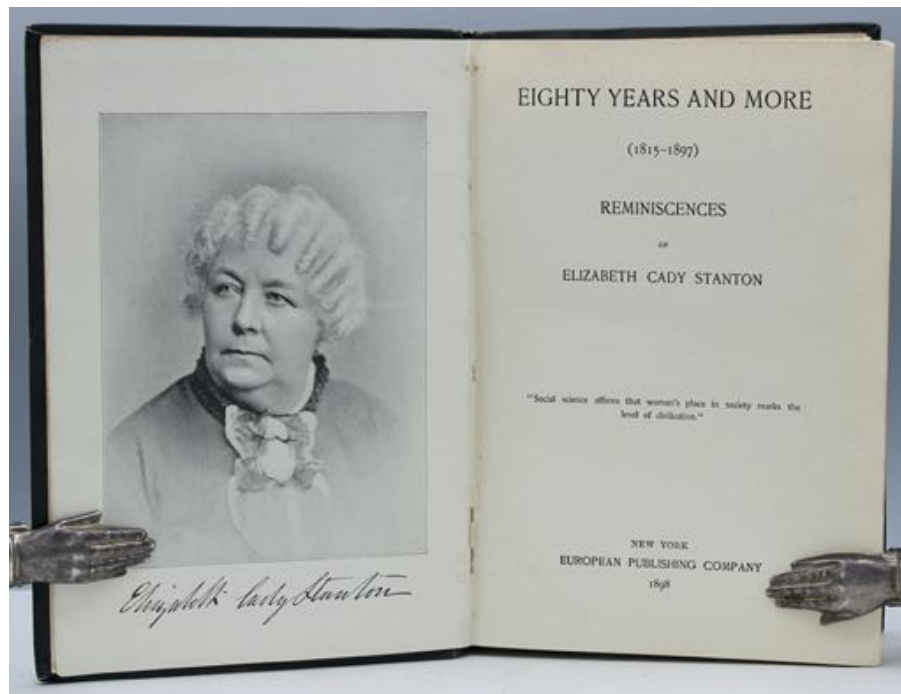 Elizabeth Cady Stanton
EIGHTY YEARS AND MORE
(1815–1897)
REMINISCENCES
OF
ELIZABETH CADY STANTON
"Social science affirms that woman's place in society marks the
level of civilization."
NEW YORK
EUROPEAN PUBLISHING COMPANY
1898